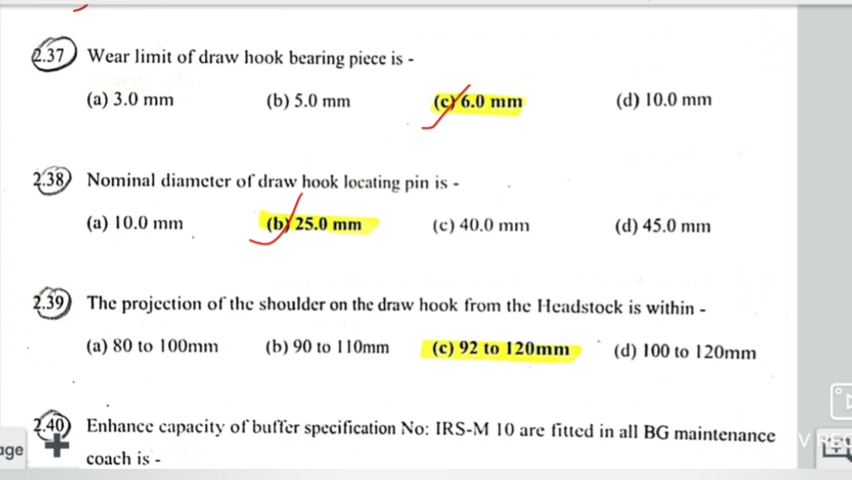 2.37 Wear limit of draw hook bearing piece is -
(a) 3.0 mm (b) 5.0 mm (c) 6.0 mm (d) 10.0 mm
2.38 Nominal diameter of draw hook locating pin is -
(a) 10.0 mm (b) 25.0 mm (c) 40.0 mm (d) 45.0 mm
2.39 The projection of the shoulder on the draw hook from the Headstock is within -
(a) 80 to 100mm (b) 90 to 110mm (c) 92 to 120mm (d) 100 to 120mm
2.40 Enhance capacity of buffer specification No: IRS-M 10 are fitted in all BG maintenance
coach is -